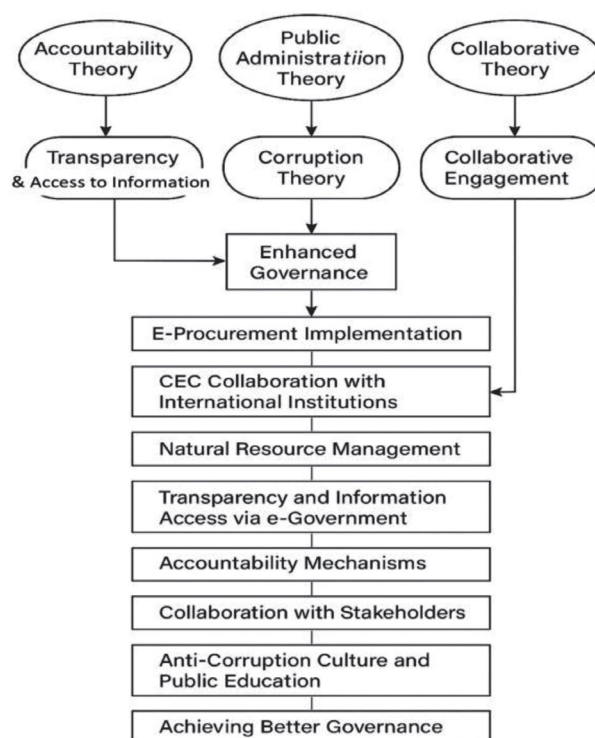 Accountability
Theory
Public
Administratiion
Theory
Collaborative
Theory
Transparency
& Access to Information
Corruption
Theory
Collaborative
Engagement
Enhanced
Governance
E-Procurement Implementation
CEC Collaboration with
International Institutions
Natural Resource Management
Transparency and Information
Access via e-Government
Accountability Mechanisms
Collaboration with Stakeholders
Anti-Corruption Culture and
Public Education
Achieving Better Governance